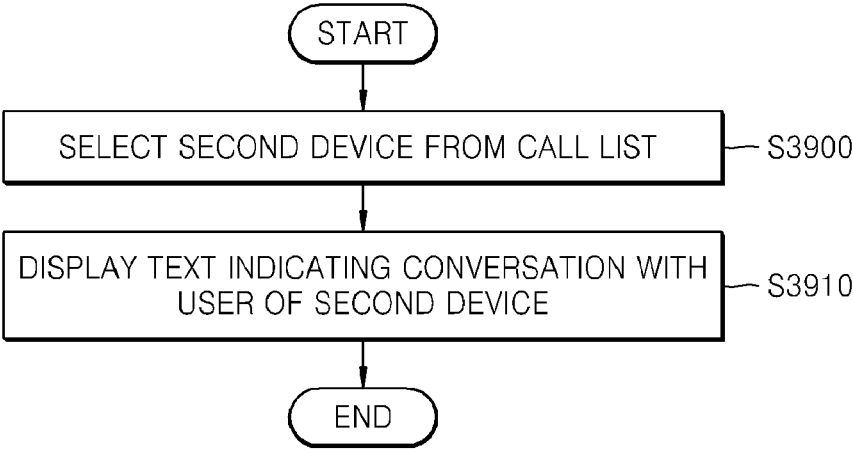 START
SELECT SECOND DEVICE FROM CALL LIST
S3900
DISPLAY TEXT INDICATING CONVERSATION WITH
USER OF SECOND DEVICE
S3910
END